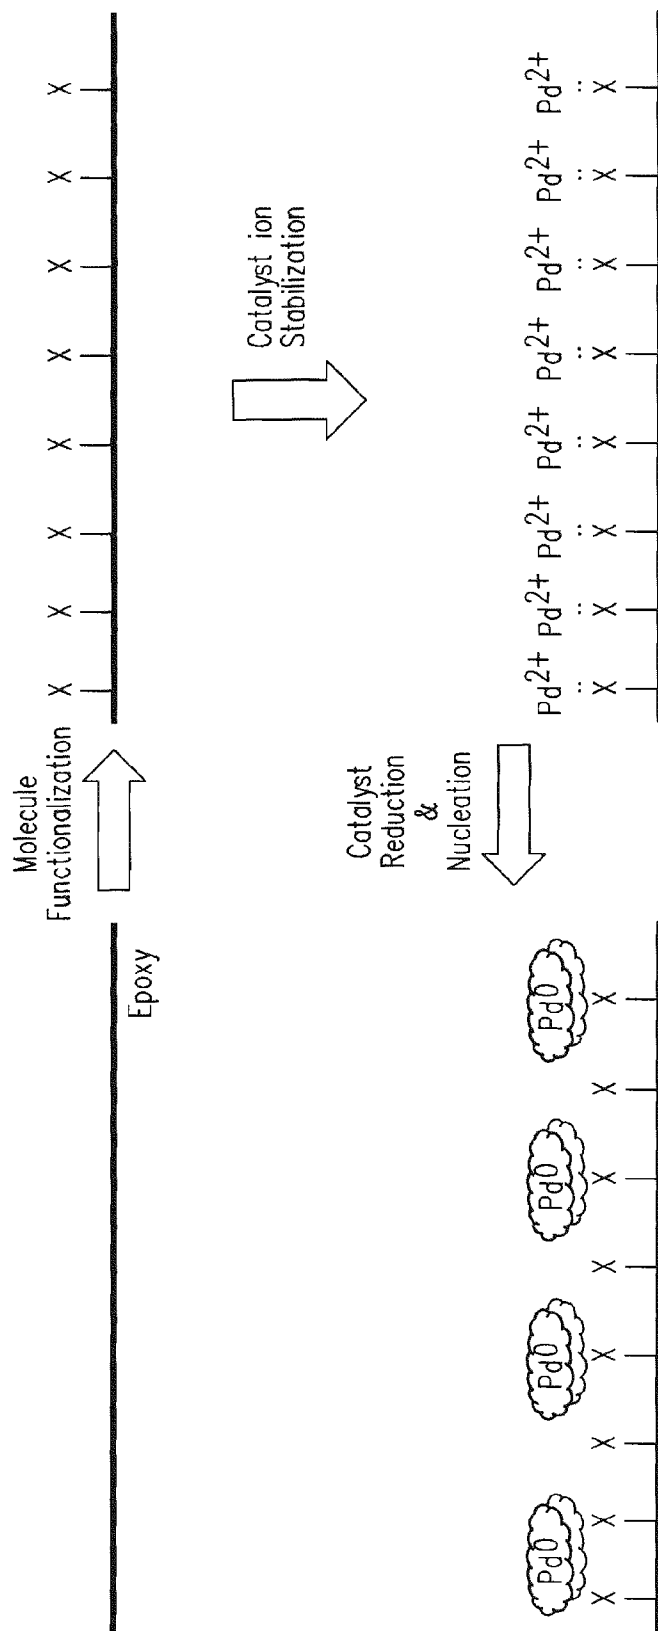 Molecule
Functionalization
X X X X X X X X
Epoxy
Catalyst ion
Stabilization
Catalyst
Reduction
&
Nucleation
Pd0 Pd0 Pd0 Pd0
X X X X X X X X
Pd2+ Pd2+ Pd2+ Pd2+ Pd2+ Pd2+ Pd2+ Pd2+
.. .. .. .. .. .. .. ..
X X X X X X X X